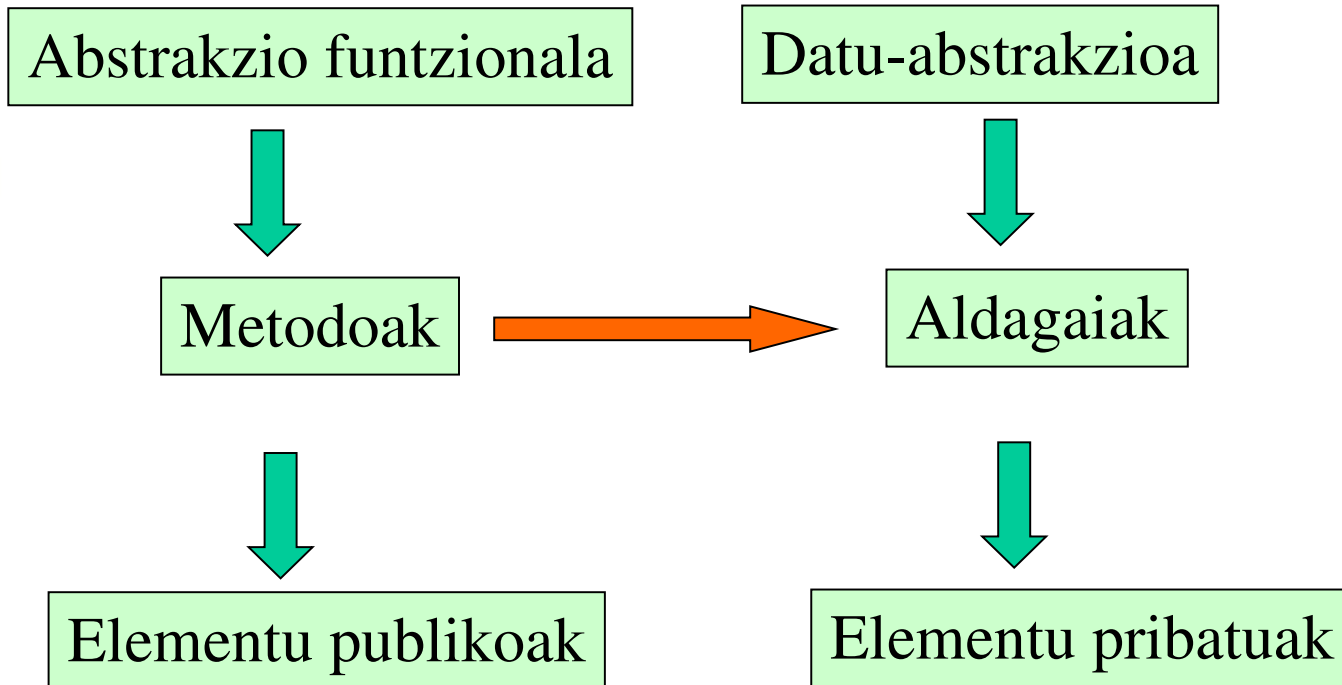 Abstrakzio funtzionala
Datu-abstrakzioa
Metodoak
Aldagaiak
Elementu publikoak
Elementu pribatuak